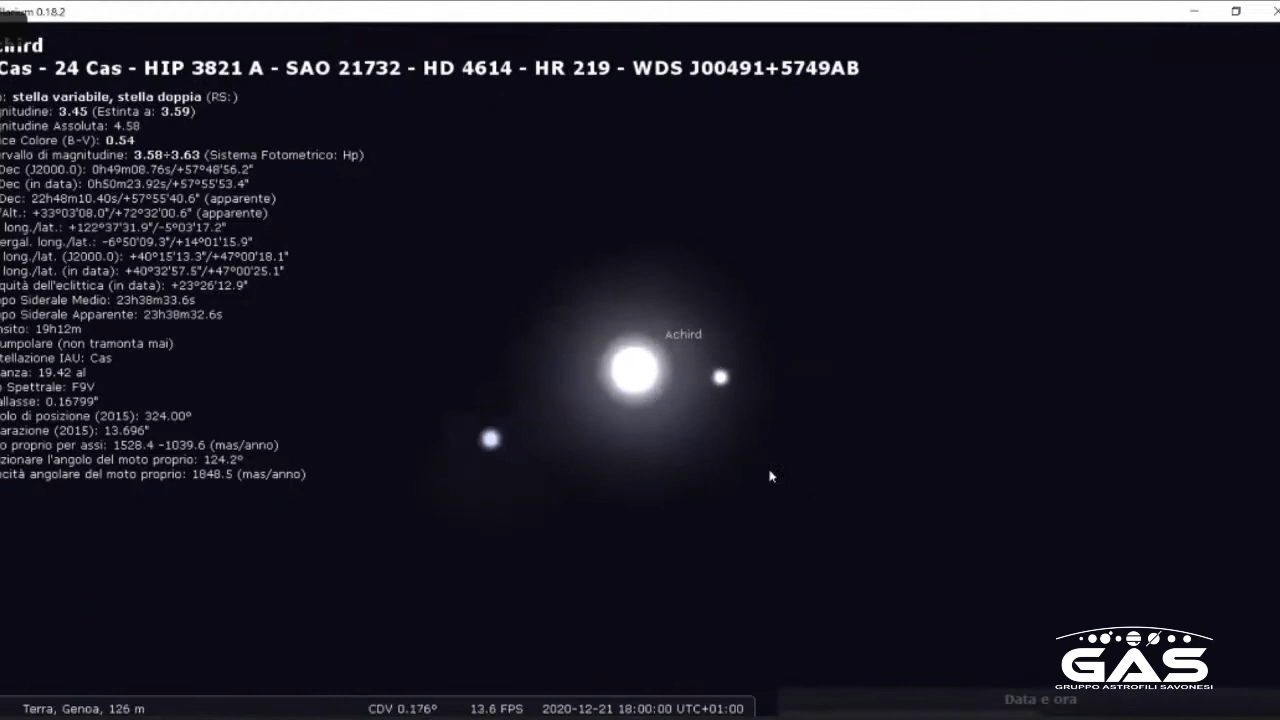 llarium 0.18.2
hird
Cas - 24 Cas - HIP 3821 A - SAO 21732 - HD 4614 - HR 219 - WDS J00491+5749AB
o: stella variabile, stella doppia (RS:)
gnitudine: 3.45 (Estinta a: 3.59)
gnitudine Assoluta: 4.58
ice Colore (B-V): 0.54
ervallo di magnitudine: 3.58÷3.63 (Sistema Fotometrico: Hp)
Dec (J2000.0): 0h49m08.76s/+57°48'56.2"
Dec (in data): 0h50m23.92s/+57°55'53.4"
Dec: 22h48m10.40s/+57°55'40.6" (apparente)
/Alt.: +33°03'08.0"/+72°32'00.6" (apparente)
long./lat.: +122°37'31.9"/-5°03'17.2"
ergal. long./lat.: -6°50'09.3"/+14°01'15.9"
long./lat. (J2000.0): +40°15'13.3"/+47°00'18.1"
long./lat. (in data): +40°32'57.5"/+47°00'25.1"
quità dell'eclittica (in data): +23°26'12.9"
po Siderale Medio: 23h38m33.6s
po Siderale Apparente: 23h38m32.6s
nsito: 19h12m
umpolare (non tramonta mai)
tellazione IAU: Cas
anza: 19.42 al
Spettrale: F9V
allasse: 0.16799"
olo di posizione (2015): 324.00°
arazione (2015): 13.696"
o proprio per assi: 1528.4 -1039.6 (mas/anno)
zionare l'angolo del moto proprio: 124.2°
cità angolare del moto proprio: 1848.5 (mas/anno)
Achird
GAS
GRUPPO ASTROFILI SAVONESI
Data e ora
Terra, Genoa, 126 m CDV 0.176° 13.6 FPS 2020-12-21 18:00:00 UTC+01:00